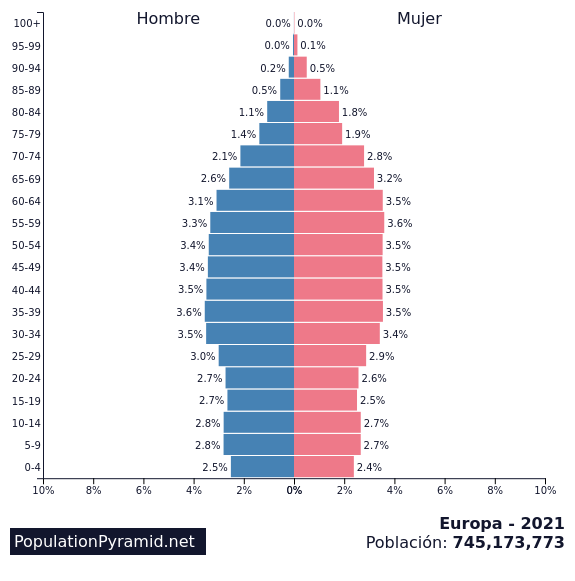 Hombre Mujer
100+ 0.0% 0.0%
95-99 0.0% 0.1%
90-94 0.2% 0.5%
85-89 0.5% 1.1%
80-84 1.1% 1.8%
75-79 1.4% 1.9%
70-74 2.1% 2.8%
65-69 2.6% 3.2%
60-64 3.1% 3.5%
55-59 3.3% 3.6%
50-54 3.4% 3.5%
45-49 3.4% 3.5%
40-44 3.5% 3.5%
35-39 3.6% 3.5%
30-34 3.5% 3.4%
25-29 3.0% 2.9%
20-24 2.7% 2.6%
15-19 2.7% 2.5%
10-14 2.8% 2.7%
5-9 2.8% 2.7%
0-4 2.5% 2.4%
10% 8% 6% 4% 2% 0% 2% 4% 6% 8% 10%
Europa - 2021
PopulationPyramid.net Población: 745,173,773